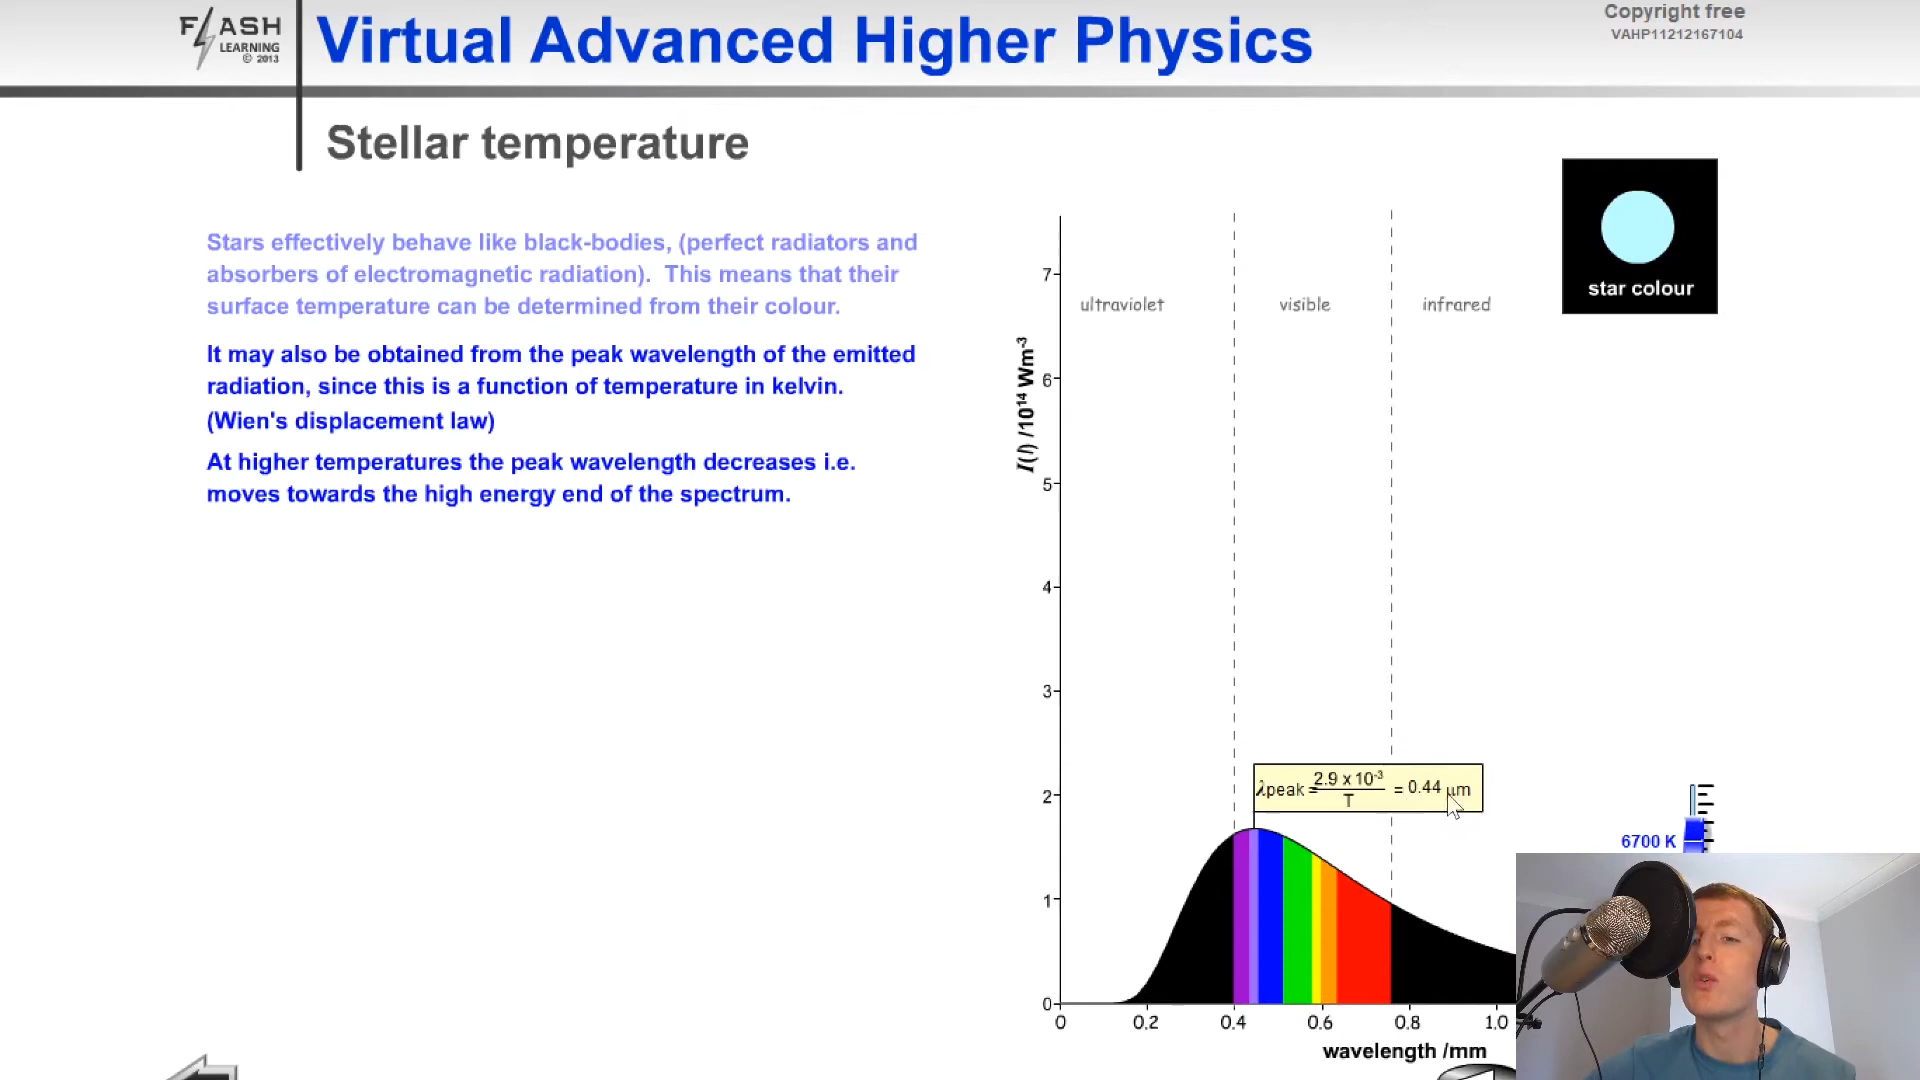 FLASH
LEARNING
© 2013
Virtual Advanced Higher Physics
Copyright free
VAHP11212167104
Stellar temperature
Stars effectively behave like black-bodies, (perfect radiators and
absorbers of electromagnetic radiation).  This means that their
surface temperature can be determined from their colour.
It may also be obtained from the peak wavelength of the emitted
radiation, since this is a function of temperature in kelvin.
(Wien's displacement law)
At higher temperatures the peak wavelength decreases i.e.
moves towards the high energy end of the spectrum.
star colour
ultraviolet
visible
infrared
I(l) /10¹⁴ Wm⁻³
7
6
5
4
3
2
1
0
λpeak = 2.9 x 10⁻³ / T = 0.44 μm
6700 K
0 0.2 0.4 0.6 0.8 1.0
wavelength /mm